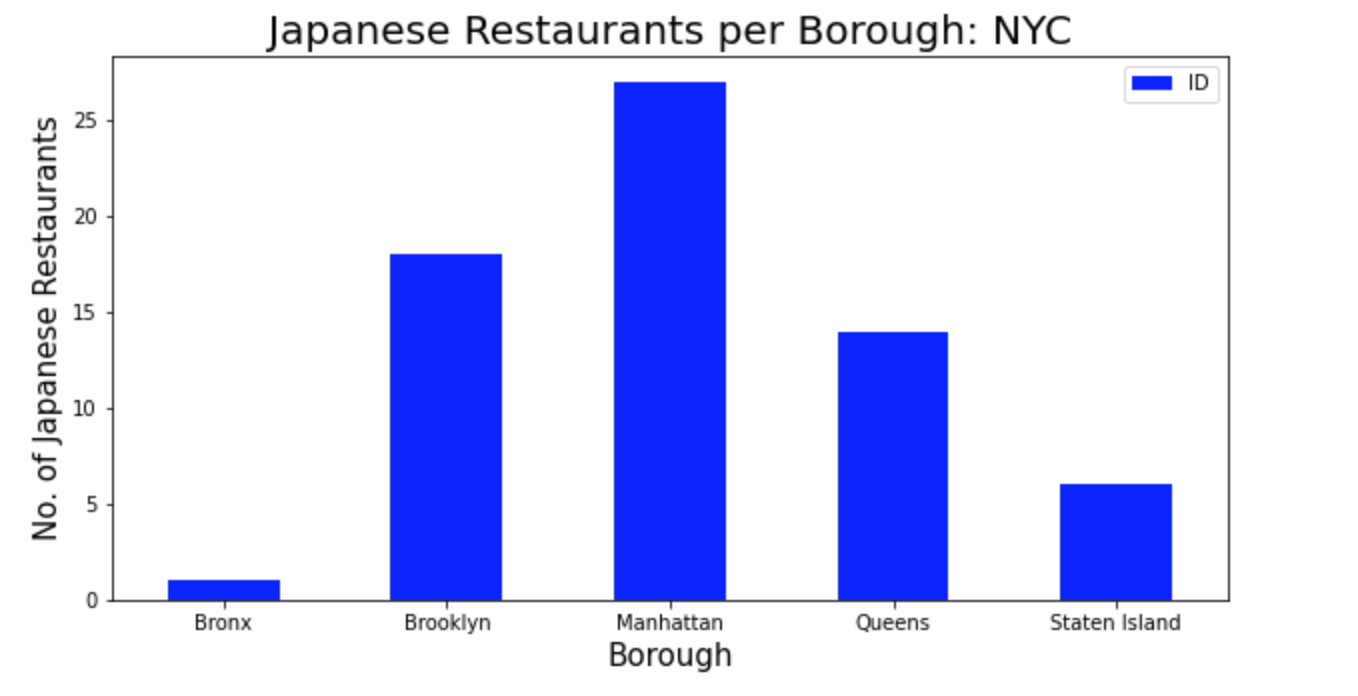 Japanese Restaurants per Borough: NYC
ID
No. of Japanese Restaurants
25
20
15
10
5
0
Bronx Brooklyn Manhattan Queens Staten Island
Borough